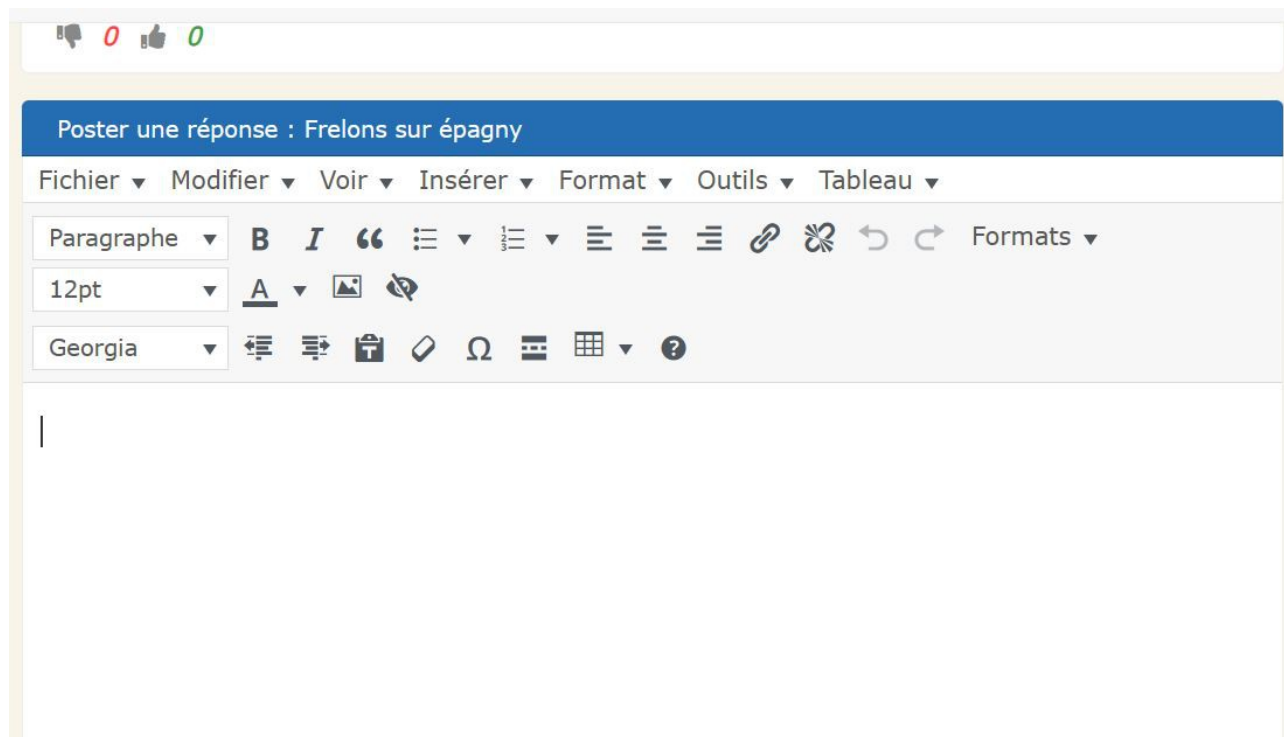 0 0
Poster une réponse : Frelons sur épagny
Fichier Modifier Voir Insérer Format Outils Tableau
Paragraphe B I Formats
12pt A
Georgia Ω ?